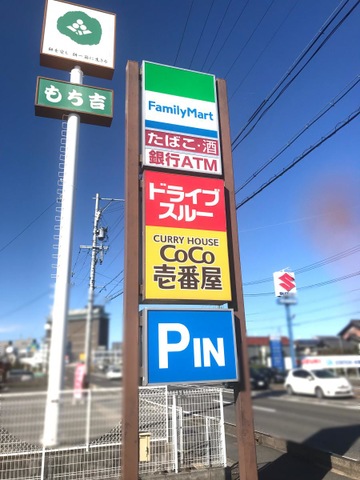 もち吉
FamilyMart
たばこ・酒
銀行ATM
ドライブ
スルー
CURRY HOUSE
CoCo
壱番屋
PIN